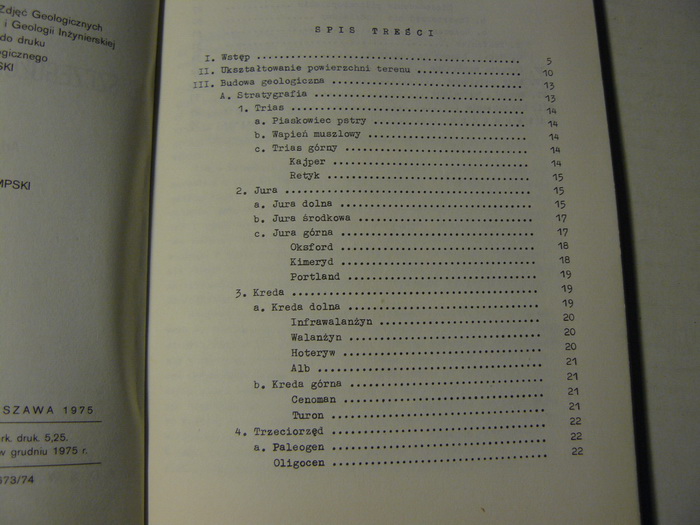 Zdjęć Geologicznych
i Geologii Inżynierskiej
do druku
ogicznego
SKI
MPSKI
SZAWA 1975
rk. druk. 5,25.
w grudniu 1975 r.
673/74
SPIS TREŚCI
I. Wstęp 5
II. Ukształtowanie powierzchni terenu 10
III. Budowa geologiczna 13
A. Stratygrafia 13
1. Trias 14
a. Piaskowiec pstry 14
b. Wapień muszlowy 14
c. Trias górny 14
Kajper 14
Retyk 15
2. Jura 15
a. Jura dolna 15
b. Jura środkowa 17
c. Jura górna 17
Oksford 18
Kimeryd 18
Portland 19
3. Kreda 19
a. Kreda dolna 19
Infrawalanżyn 20
Walanżyn 20
Hoteryw 20
Alb 21
b. Kreda górna 21
Cenoman 21
Turon 21
4. Trzeciorzęd 22
a. Paleogen 22
Oligocen 22